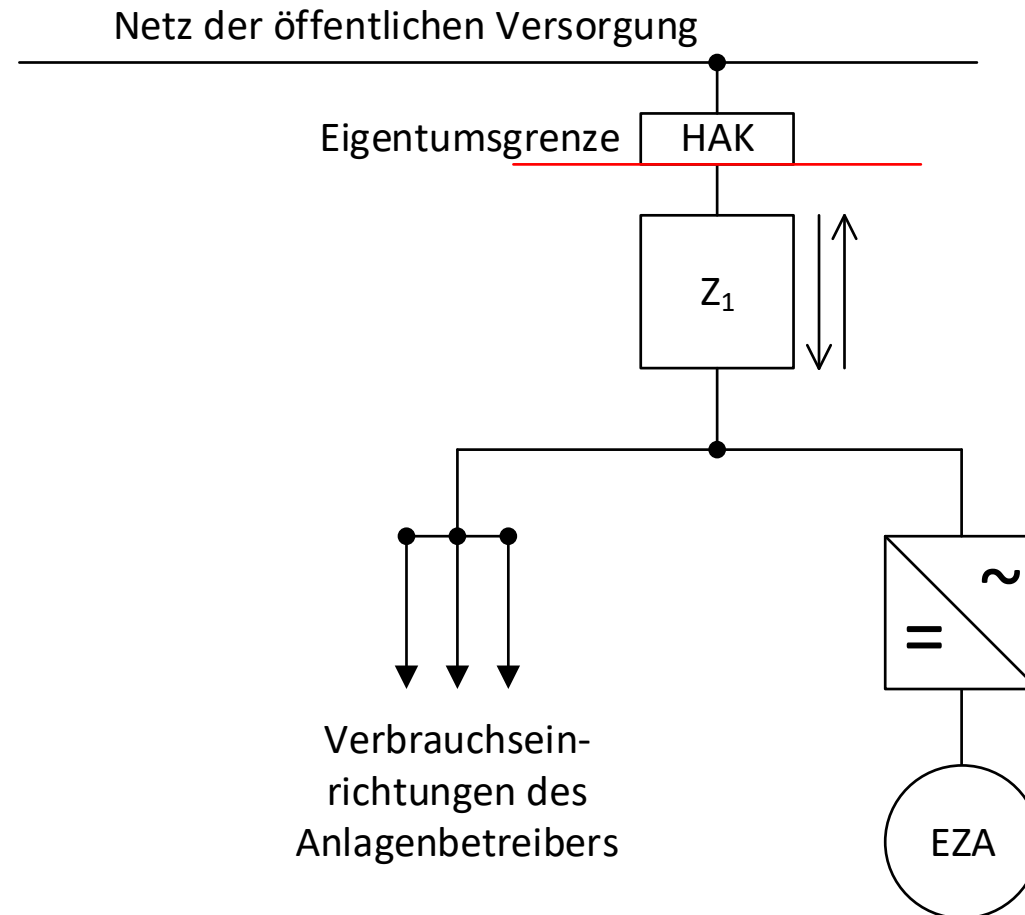 Netz der öffentlichen Versorgung
Eigentumsgrenze
HAK
Z₁
~
=
Verbrauchsein-
richtungen des
Anlagenbetreibers
EZA